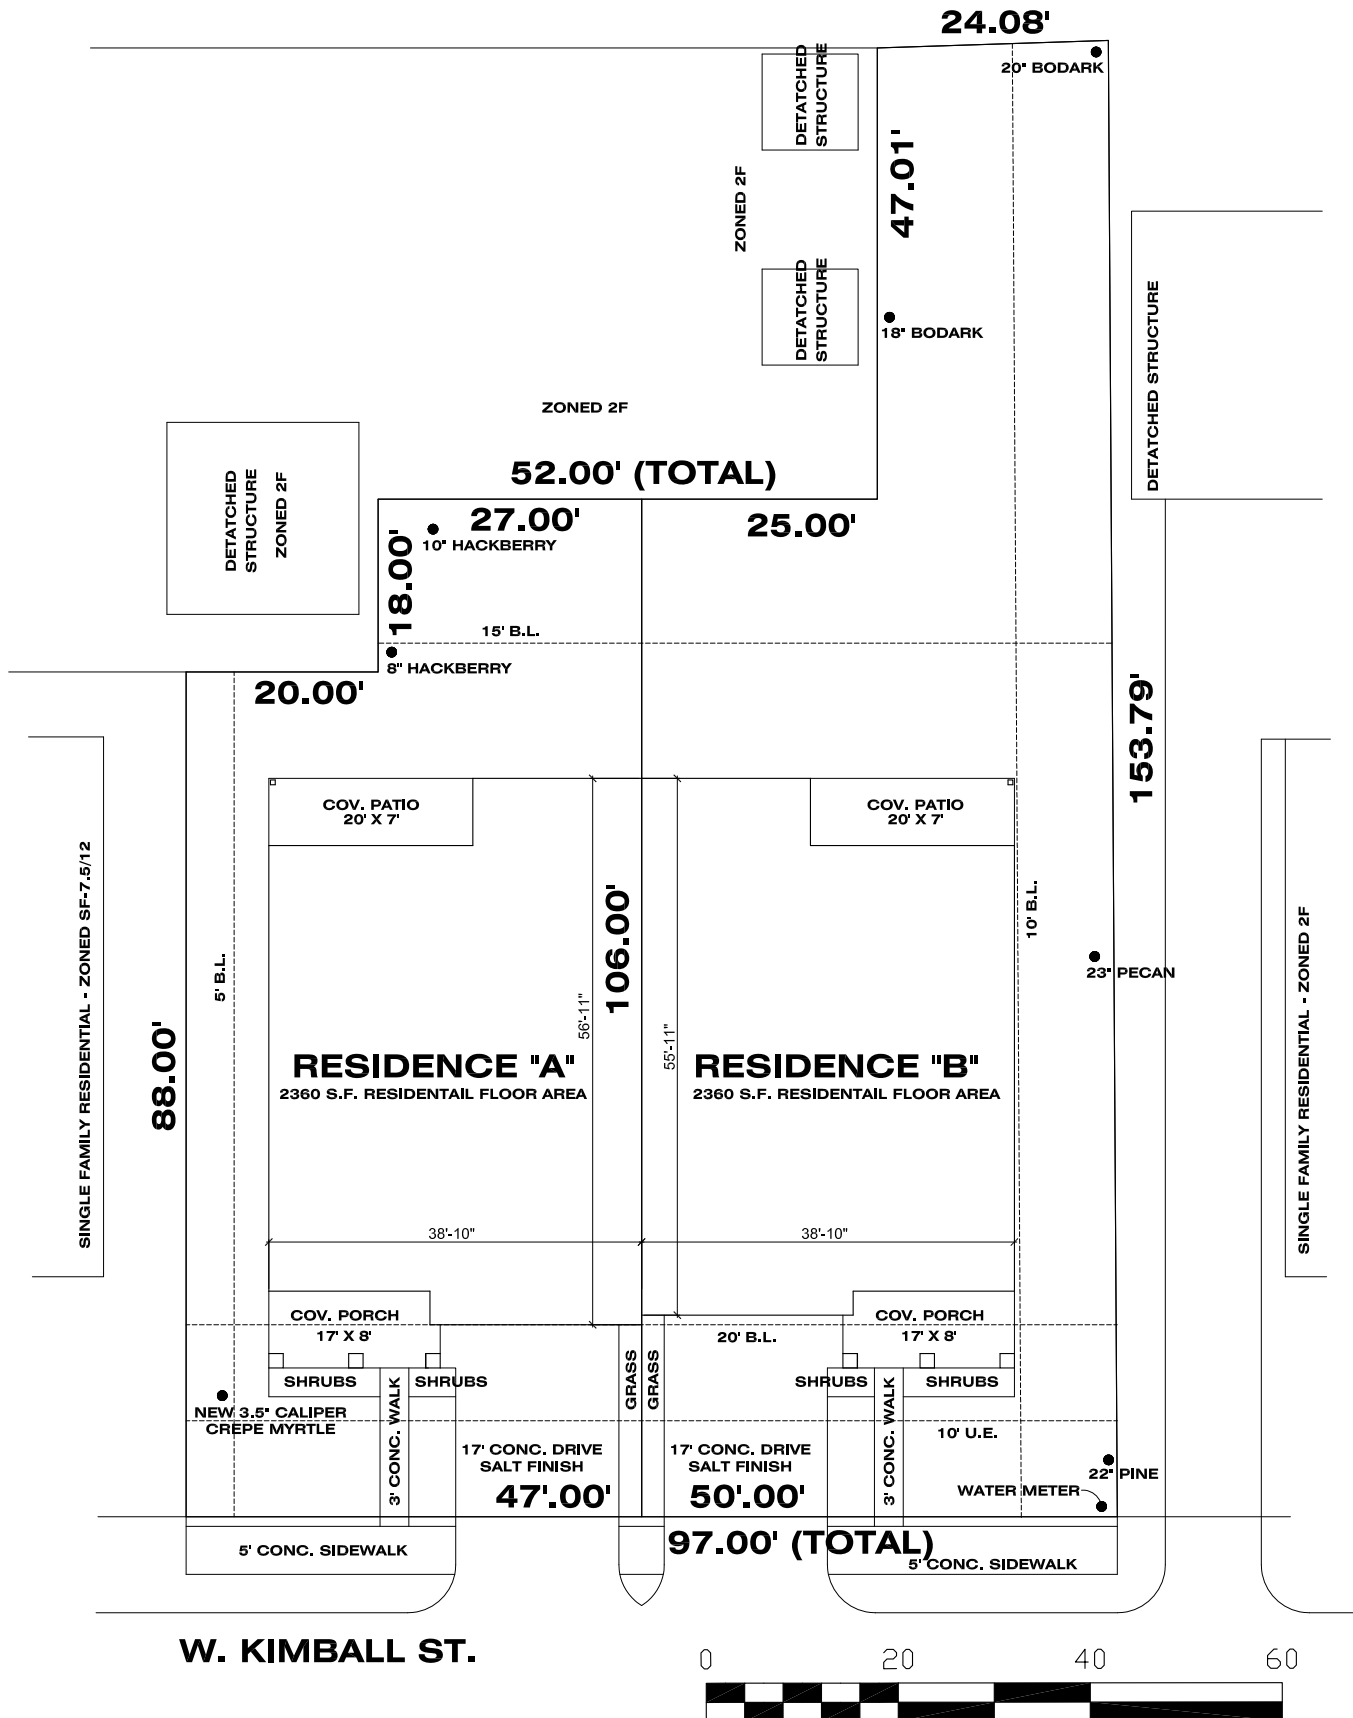 24.08'
20" BODARK
DETATCHED
STRUCTURE
47.01'
ZONED 2F
DETATCHED
STRUCTURE
18" BODARK
DETATCHED STRUCTURE
ZONED 2F
52.00' (TOTAL)
27.00'
25.00'
DETATCHED
STRUCTURE
ZONED 2F
10" HACKBERRY
18.00'
15' B.L.
8" HACKBERRY
20.00'
153.79'
COV. PATIO
20' X 7'
COV. PATIO
20' X 7'
SINGLE FAMILY RESIDENTIAL - ZONED SF-7.5/12
5' B.L.
106.00'
56'-11"
55'-11"
10' B.L.
23" PECAN
SINGLE FAMILY RESIDENTIAL - ZONED 2F
88.00'
RESIDENCE "A"
2360 S.F. RESIDENTAIL FLOOR AREA
RESIDENCE "B"
2360 S.F. RESIDENTAIL FLOOR AREA
38'-10"
38'-10"
COV. PORCH
17' X 8'
20' B.L.
COV. PORCH
17' X 8'
SHRUBS
SHRUBS
GRASS
GRASS
SHRUBS
SHRUBS
NEW 3.5" CALIPER
CREPE MYRTLE
3' CONC. WALK
17' CONC. DRIVE
SALT FINISH
17' CONC. DRIVE
SALT FINISH
3' CONC. WALK
10' U.E.
22" PINE
WATER METER
47'.00'
50'.00'
97.00' (TOTAL)
5' CONC. SIDEWALK
5' CONC. SIDEWALK
W. KIMBALL ST.
0 20 40 60